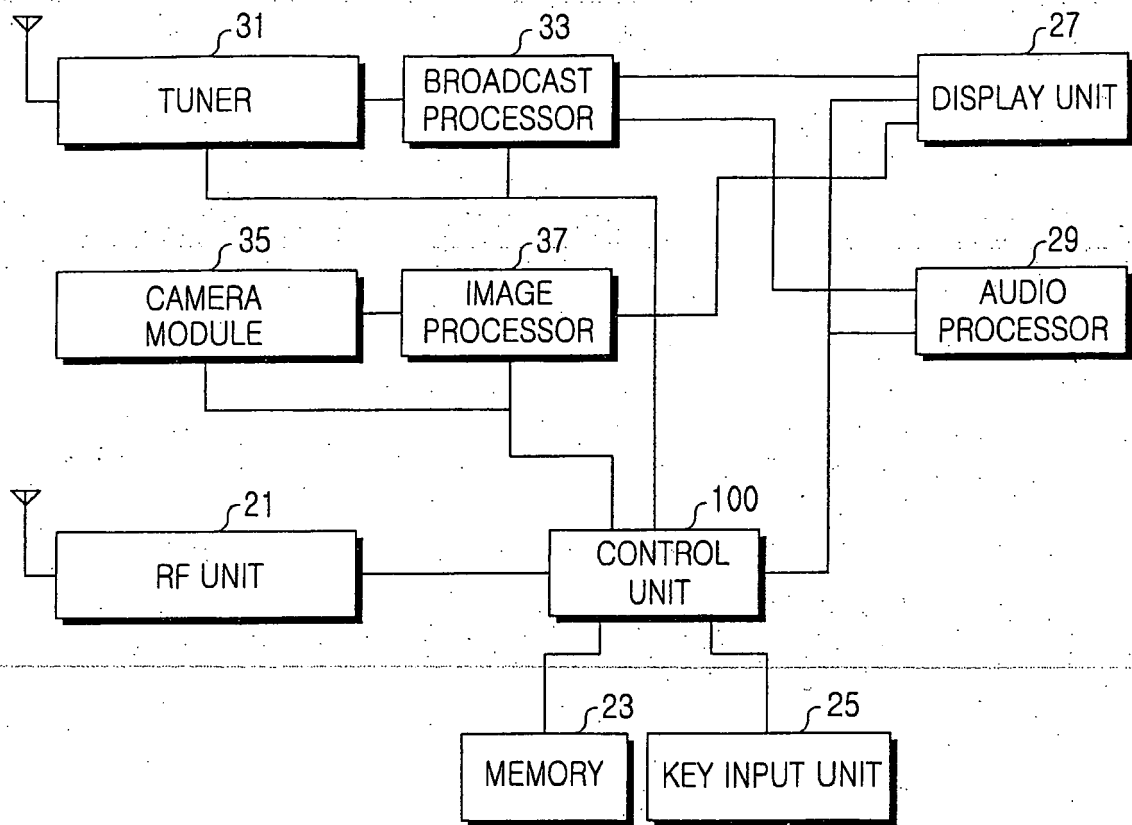 31
33
27
TUNER
BROADCAST
PROCESSOR
DISPLAY UNIT
35
37
29
CAMERA
MODULE
IMAGE
PROCESSOR
AUDIO
PROCESSOR
21
100
RF UNIT
CONTROL
UNIT
23
25
MEMORY
KEY INPUT UNIT